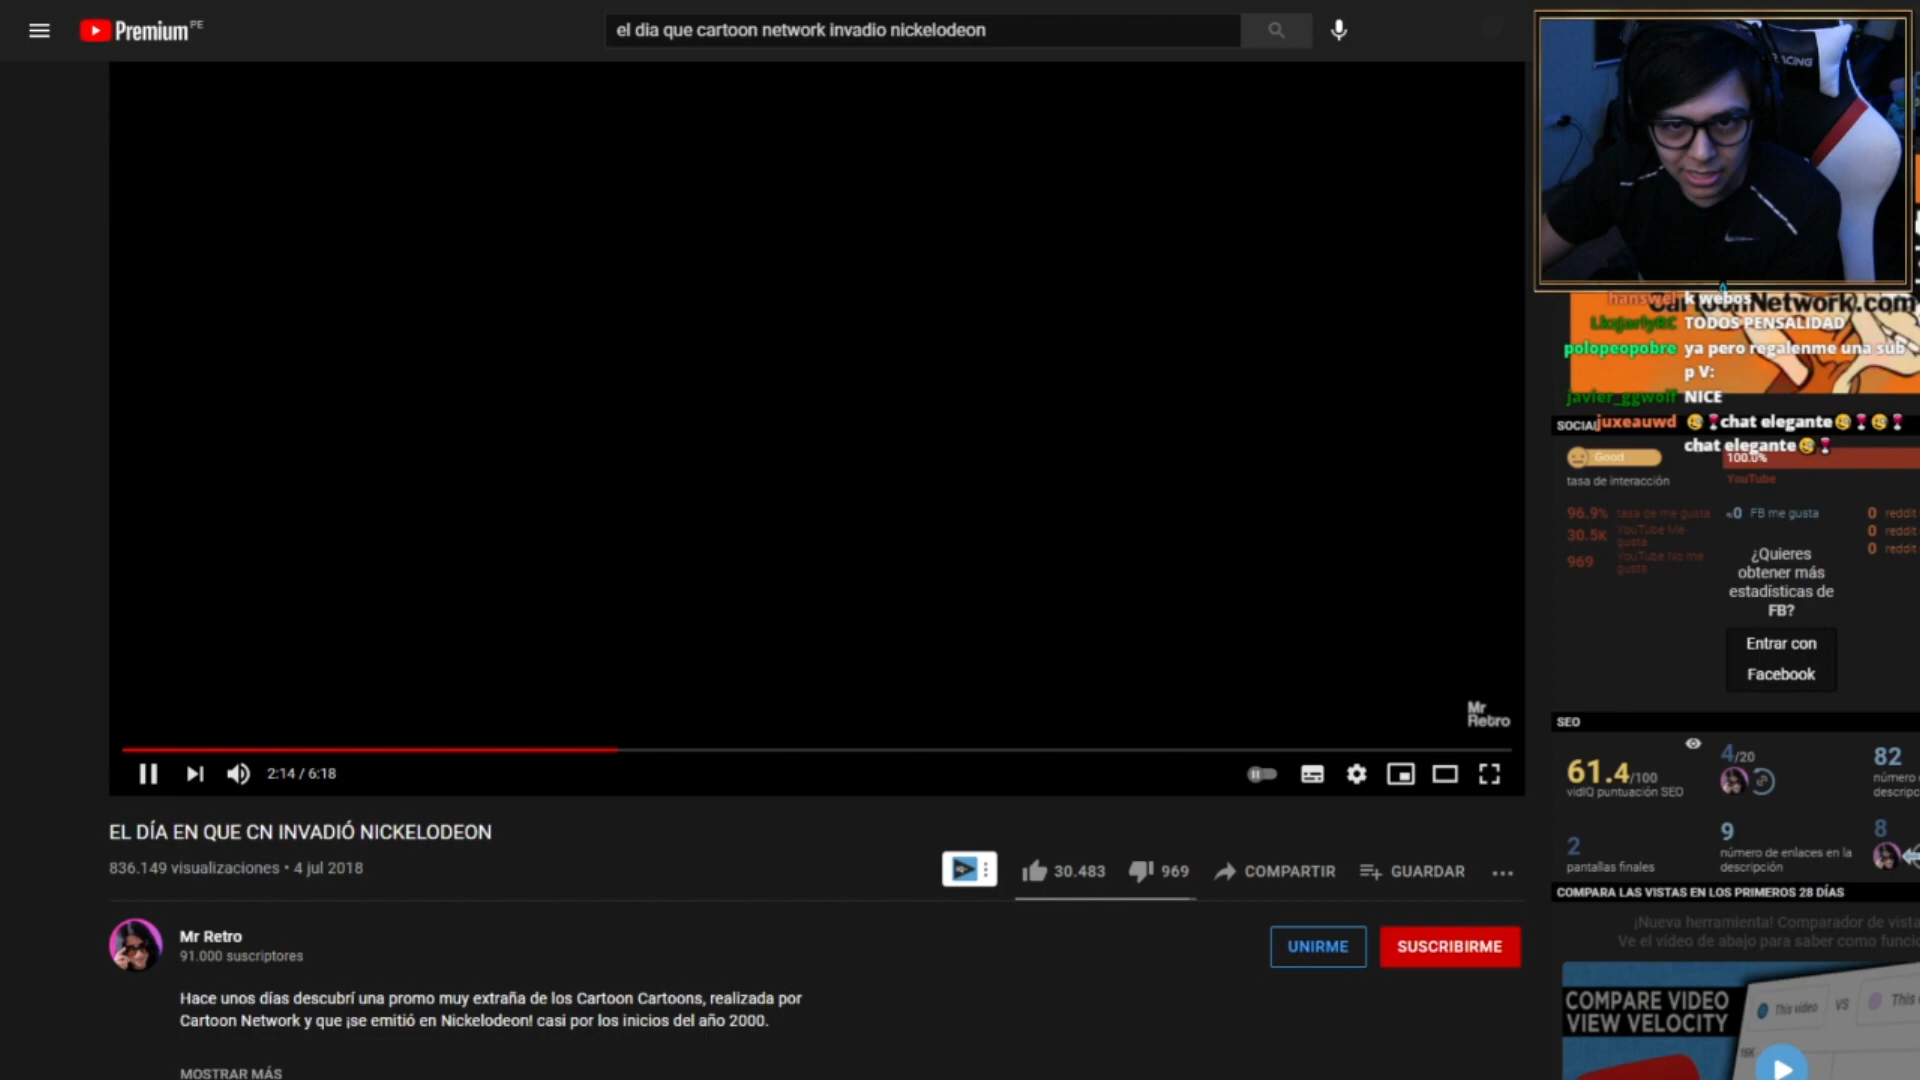 Premium PE
el dia que cartoon network invadio nickelodeon
RACING
CartoonNetwork.com
hanswel k webos
LkxJarlyBC TODOS PENSALIDAD
polopeopobre ya pero regalenme una sub
p V:
javier_ggwolf NICE
juxeauwd chat elegante
chat elegante
SOCIAL
Good
100.0%
tasa de interacción
YouTube
96.9% tasa de me gusta
30.5K YouTube Me gusta
969 YouTube No me gusta
0 FB me gusta
0 reddit
0 reddit
0 reddit
¿Quieres
obtener más
estadísticas de
FB?
Entrar con
Facebook
Mr
Retro
2:14 / 6:18
SEO
61.4/100
vidIQ puntuación SEO
4/20
82
número
descripc
2
pantallas finales
9
número de enlaces en la
descripción
8
COMPARA LAS VISTAS EN LOS PRIMEROS 28 DÍAS
¡Nueva herramienta! Comparador de vista
Ve el vídeo de abajo para saber como funcio
COMPARE VIDEO
VIEW VELOCITY
This video VS This
16K
EL DÍA EN QUE CN INVADIÓ NICKELODEON
836.149 visualizaciones • 4 jul 2018
30.483
969
COMPARTIR
GUARDAR
Mr Retro
91.000 suscriptores
UNIRME
SUSCRIBIRME
Hace unos días descubrí una promo muy extraña de los Cartoon Cartoons, realizada por
Cartoon Network y que ¡se emitió en Nickelodeon! casi por los inicios del año 2000.
MOSTRAR MÁS